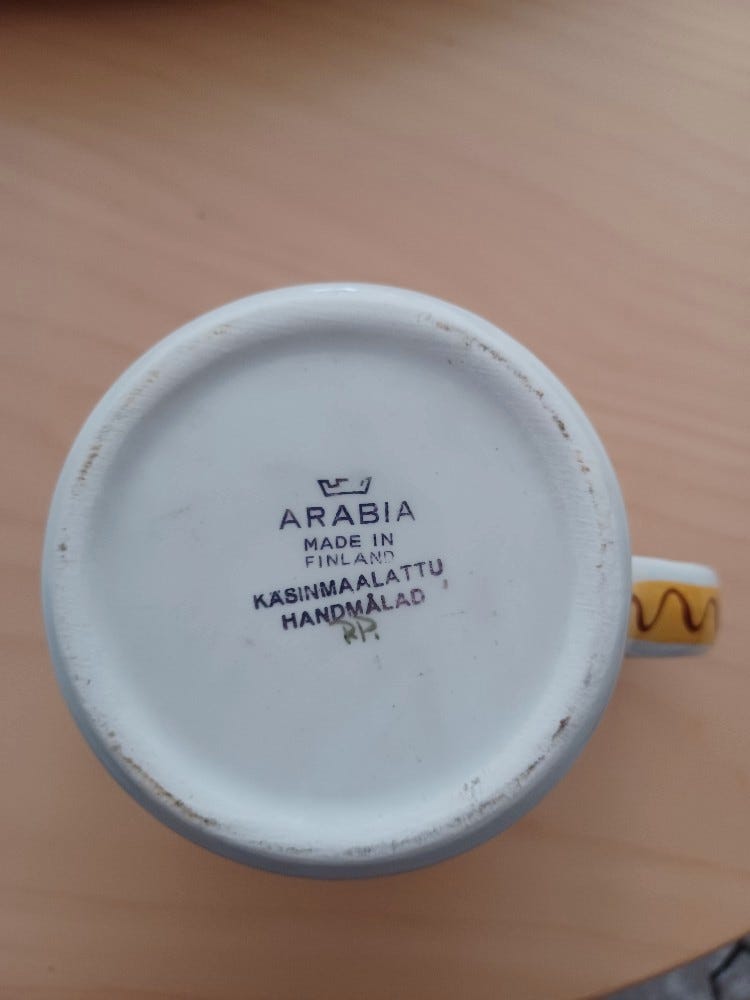 ARABIA
MADE IN
FINLAND
KÄSINMAALATTU
HANDMÅLAD
RP.